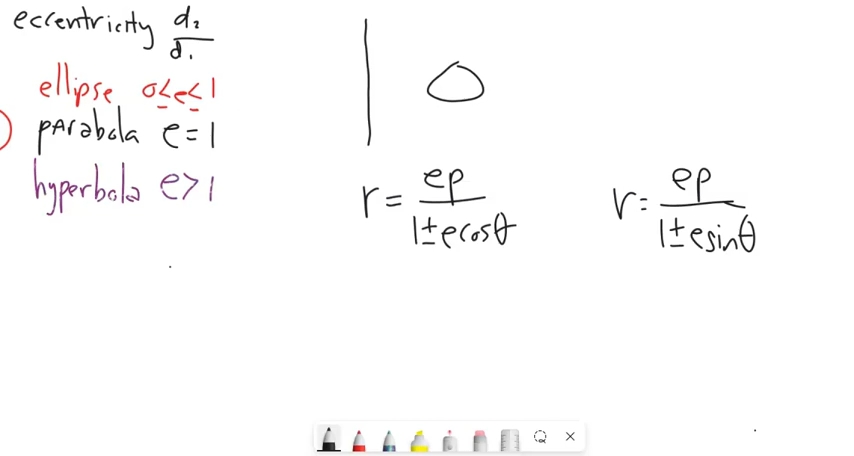 eccentricity d₂/d₁
ellipse 0≤e≤1
parabola e=1
hyperbola e>1
r= ep/1±ecosθ
r= ep/1±esinθ